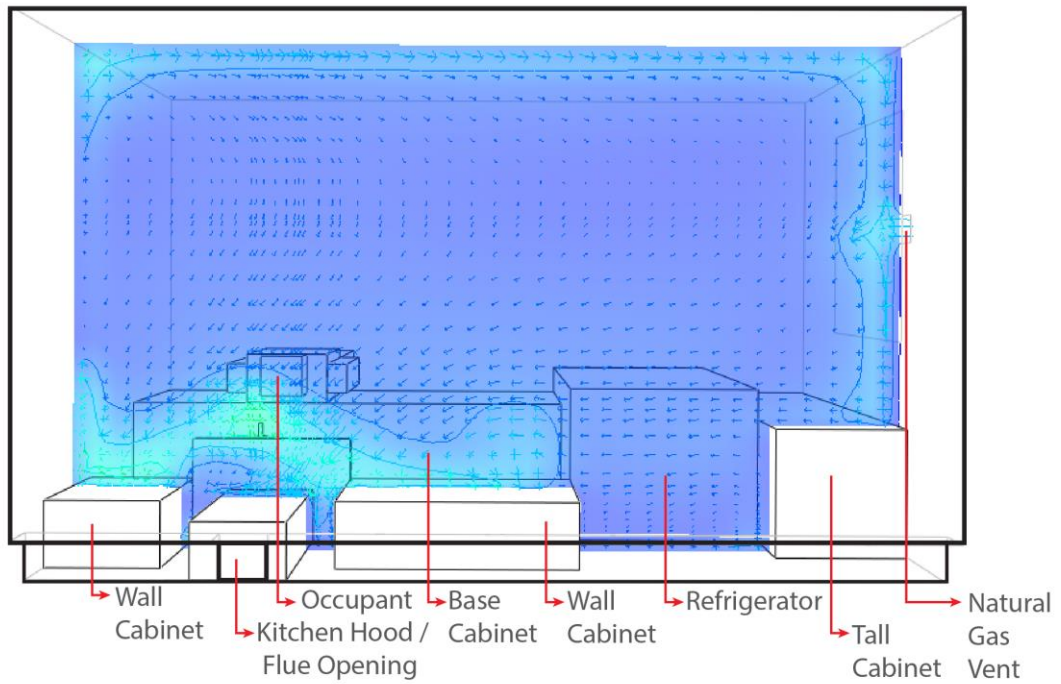 Wall
Cabinet
Kitchen Hood /
Flue Opening
Occupant
Base
Cabinet
Wall
Cabinet
Refrigerator
Tall
Cabinet
Natural
Gas
Vent